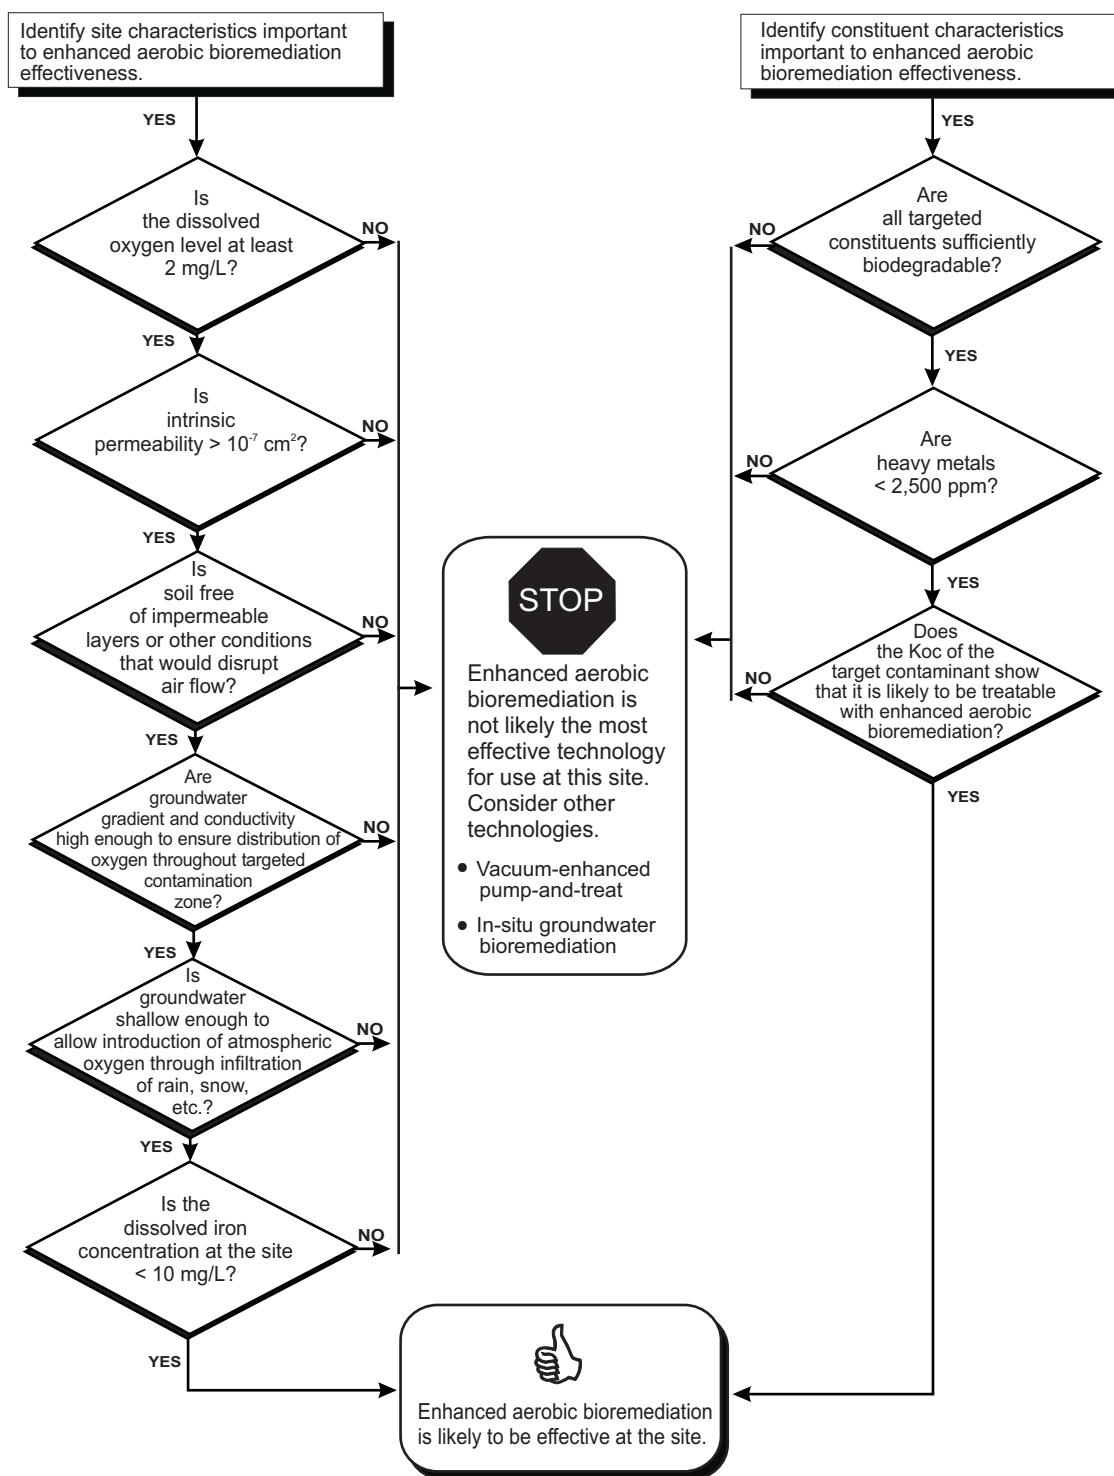 Identify site characteristics important
to enhanced aerobic bioremediation
effectiveness.
YES
Is
the dissolved
oxygen level at least
2 mg/L?
NO
YES
Is
intrinsic
permeability > 10⁻⁷ cm²?
NO
YES
Is
soil free
of impermeable
layers or other conditions
that would disrupt
air flow?
NO
YES
Are
groundwater
gradient and conductivity
high enough to ensure distribution of
oxygen throughout targeted
contamination
zone?
NO
YES
Is
groundwater
shallow enough to
allow introduction of atmospheric
oxygen through infiltration
of rain, snow,
etc.?
NO
YES
Is the
dissolved iron
concentration at the site
< 10 mg/L?
NO
YES
STOP
Enhanced aerobic
bioremediation is
not likely the most
effective technology
for use at this site.
Consider other
technologies.
• Vacuum-enhanced
pump-and-treat
• In-situ groundwater
bioremediation
Identify constituent characteristics
important to enhanced aerobic
bioremediation effectiveness.
YES
Are
all targeted
constituents sufficiently
biodegradable?
NO
YES
Are
heavy metals
< 2,500 ppm?
NO
YES
Does
the Koc of the
target contaminant show
that it is likely to be treatable
with enhanced aerobic
bioremediation?
NO
YES
Enhanced aerobic bioremediation
is likely to be effective at the site.